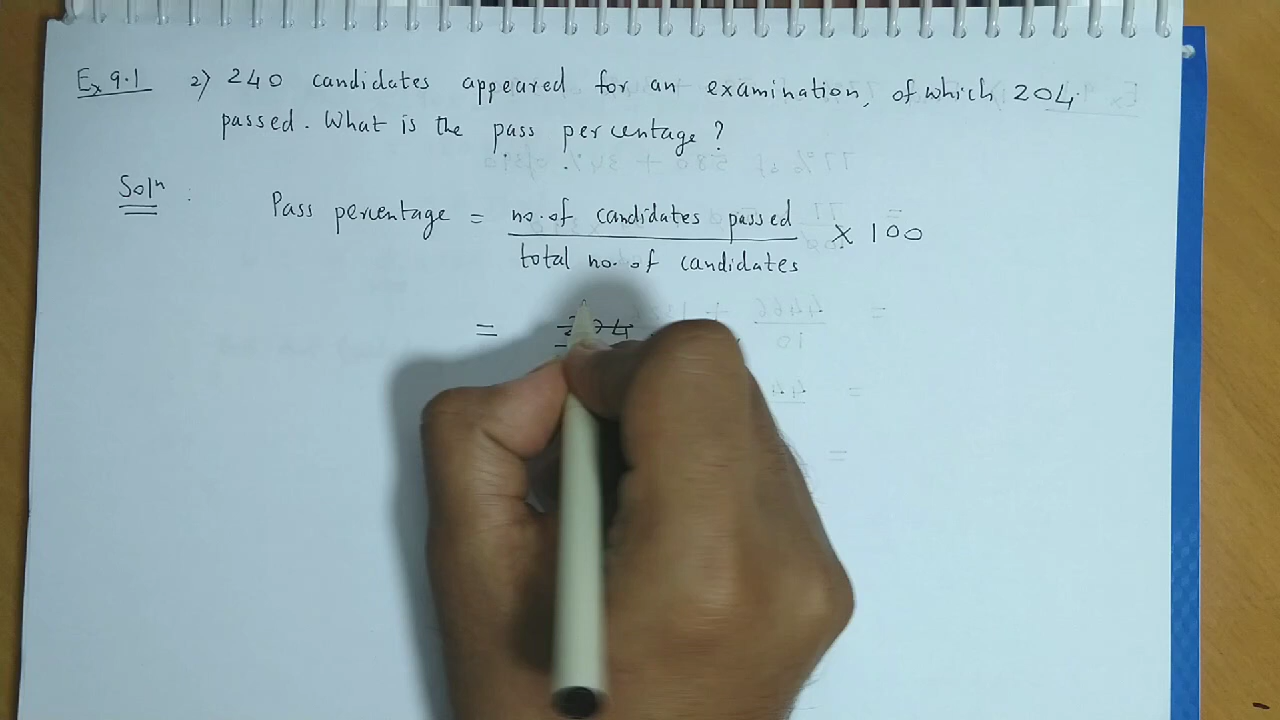 Ex 9.1 2) 240 candidates appeared for an examination, of which 204
passed. What is the pass percentage?
Soln :
Pass percentage = no. of candidates passed
total no. of candidates
× 100
= 204